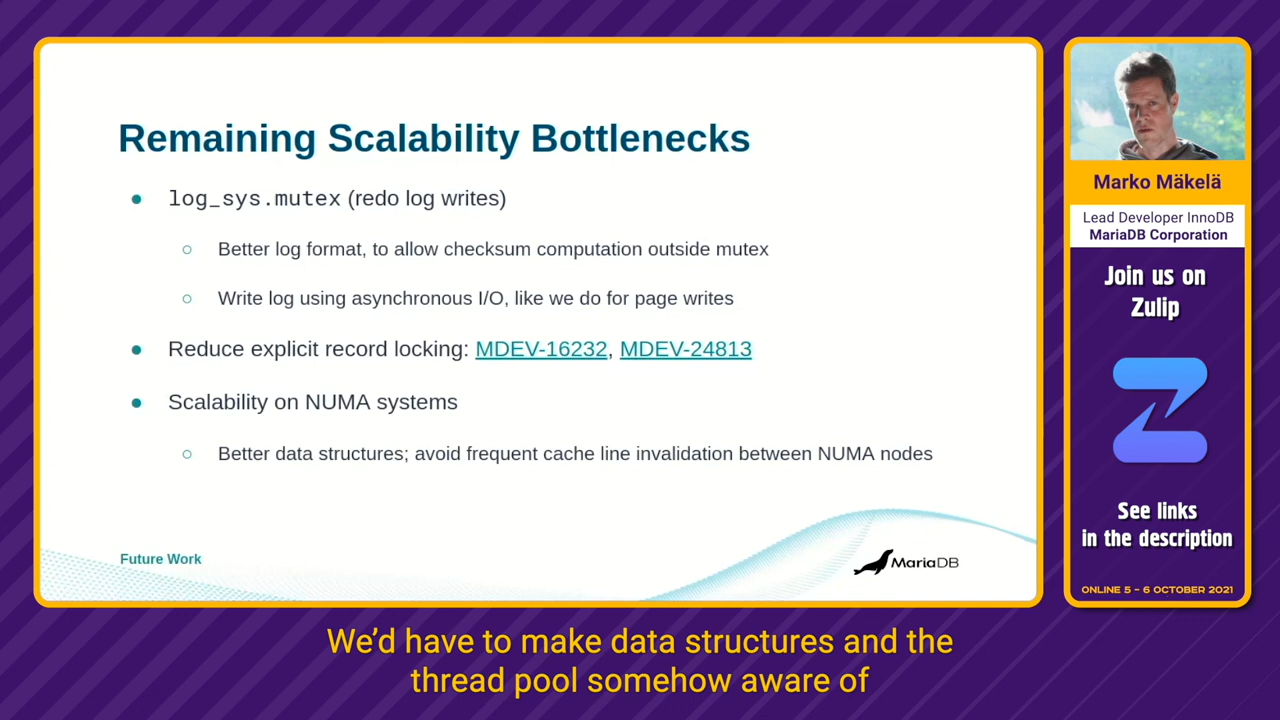 Remaining Scalability Bottlenecks
● log_sys.mutex (redo log writes)
○ Better log format, to allow checksum computation outside mutex
○ Write log using asynchronous I/O, like we do for page writes
● Reduce explicit record locking: MDEV-16232, MDEV-24813
● Scalability on NUMA systems
○ Better data structures; avoid frequent cache line invalidation between NUMA nodes
Future Work
MariaDB
Marko Mäkelä
Lead Developer InnoDB
MariaDB Corporation
Join us on
Zulip
See links
in the description
ONLINE 5 – 6 OCTOBER 2021
We’d have to make data structures and the
thread pool somehow aware of